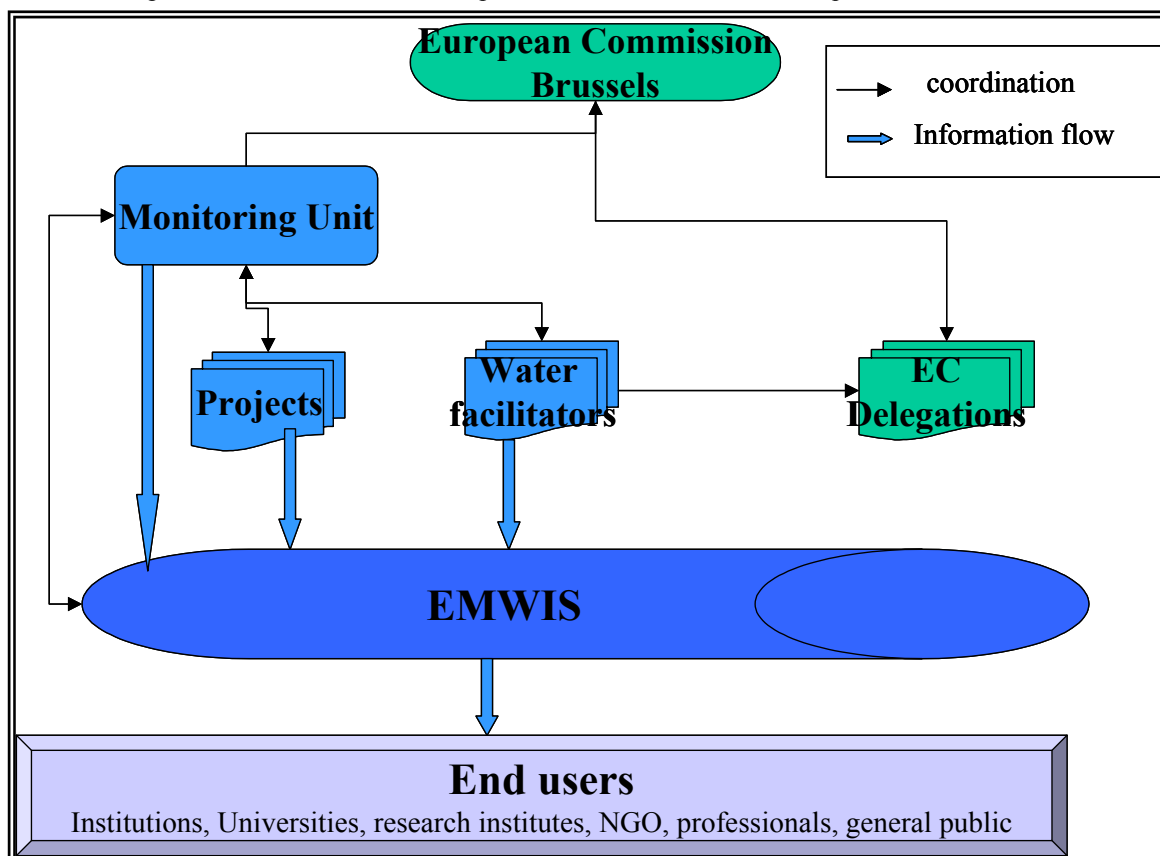 European Commission
Brussels
coordination
Information flow
Monitoring Unit
Projects
Water
facilitators
EC
Delegations
EMWIS
End users
Institutions, Universities, research institutes, NGO, professionals, general public